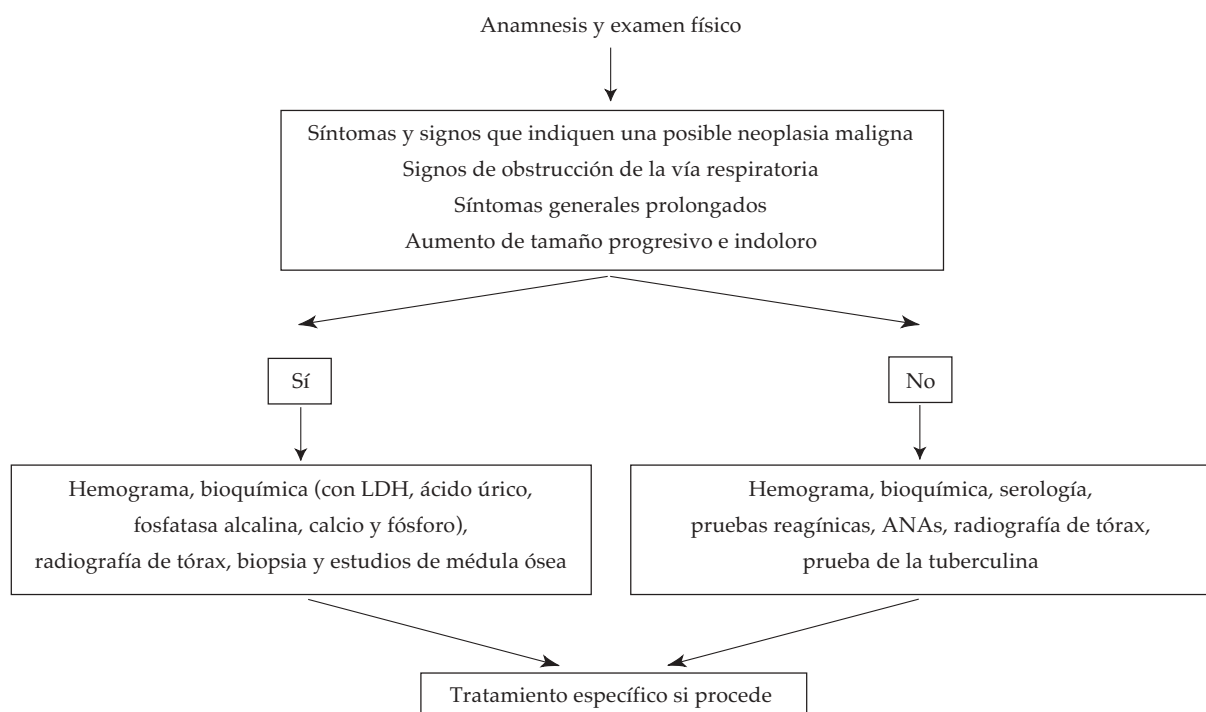 Anamnesis y examen físico
Síntomas y signos que indiquen una posible neoplasia maligna
Signos de obstrucción de la vía respiratoria
Síntomas generales prolongados
Aumento de tamaño progresivo e indoloro
Sí
No
Hemograma, bioquímica (con LDH, ácido úrico,
fosfatasa alcalina, calcio y fósforo),
radiografía de tórax, biopsia y estudios de médula ósea
Hemograma, bioquímica, serología,
pruebas reagínicas, ANAs, radiografía de tórax,
prueba de la tuberculina
Tratamiento específico si procede